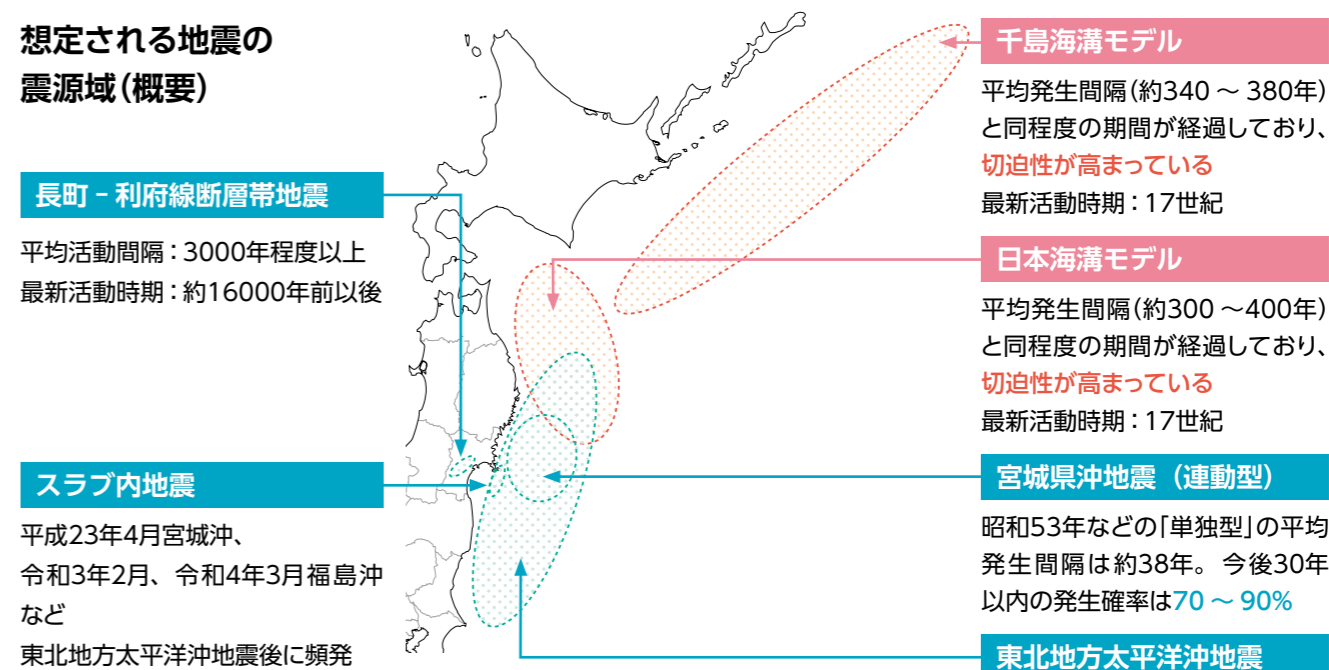 想定される地震の
震源域(概要)
長町－利府線断層帯地震
平均活動間隔：3000年程度以上
最新活動時期：約16000年前以後
スラブ内地震
平成23年4月宮城沖、
令和3年2月、令和4年3月福島沖
など
東北地方太平洋沖地震後に頻発
千島海溝モデル
平均発生間隔(約340～380年)
と同程度の期間が経過しており、
切迫性が高まっている
最新活動時期：17世紀
日本海溝モデル
平均発生間隔(約300～400年)
と同程度の期間が経過しており、
切迫性が高まっている
最新活動時期：17世紀
宮城県沖地震（連動型）
昭和53年などの「単独型」の平均
発生間隔は約38年。今後30年
以内の発生確率は70～90%
東北地方太平洋沖地震